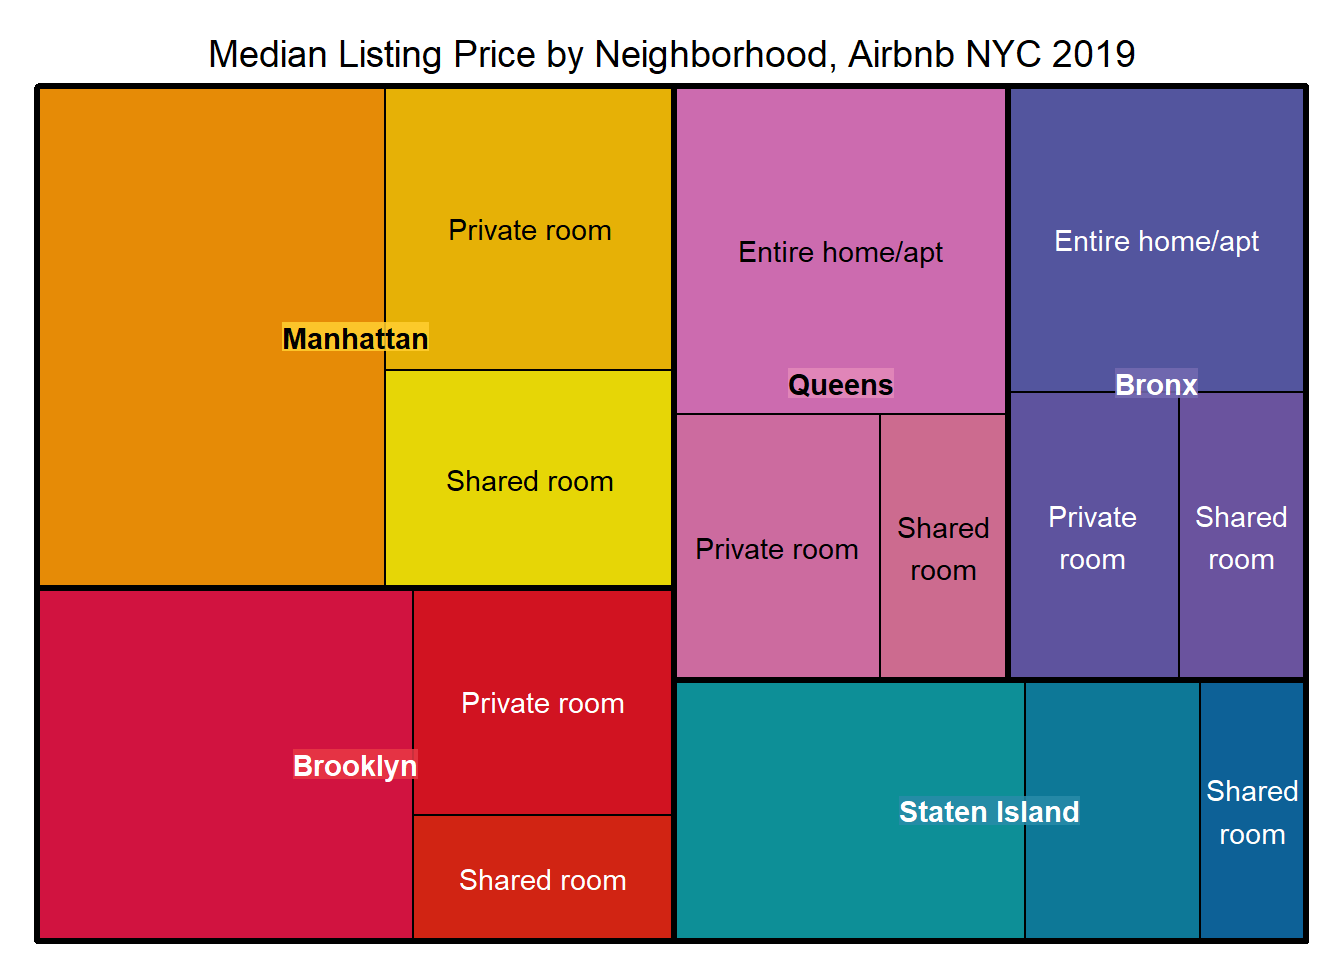 Median Listing Price by Neighborhood, Airbnb NYC 2019
Private room
Manhattan
Shared room
Private room
Brooklyn
Shared room
Entire home/apt
Queens
Private room
Shared
room
Entire home/apt
Bronx
Private
room
Shared
room
Staten Island
Shared
room